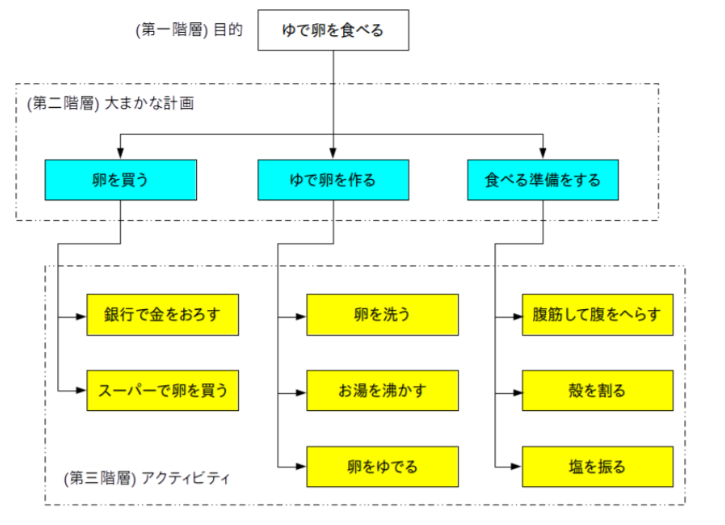 (第一階層) 目的
ゆで卵を食べる
(第二階層) 大まかな計画
卵を買う
ゆで卵を作る
食べる準備をする
銀行で金をおろす
卵を洗う
腹筋して腹をへらす
スーパーで卵を買う
お湯を沸かす
殻を割る
卵をゆでる
塩を振る
(第三階層) アクティビティ